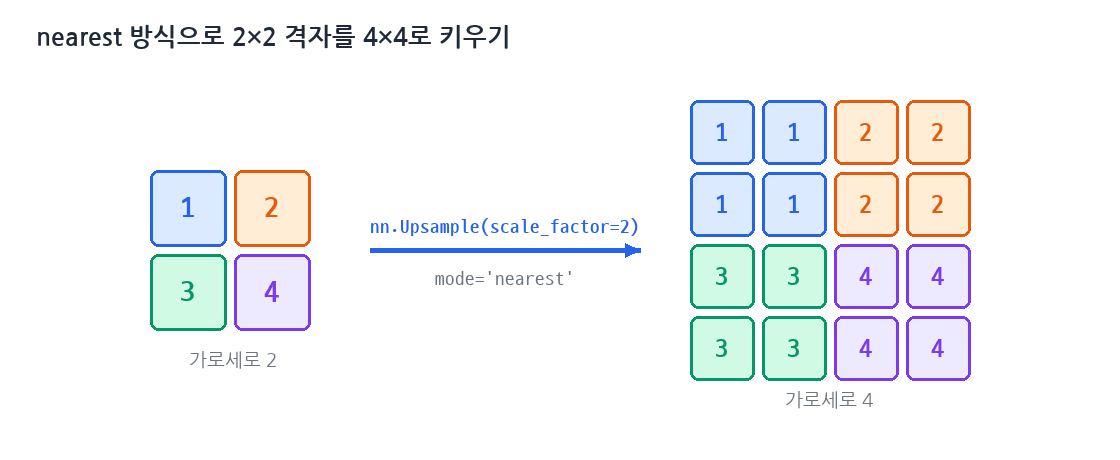 nearest 방식으로 2×2 격자를 4×4로 키우기
1 2
3 4
가로세로 2
nn.Upsample(scale_factor=2)
mode='nearest'
1 1 2 2
1 1 2 2
3 3 4 4
3 3 4 4
가로세로 4